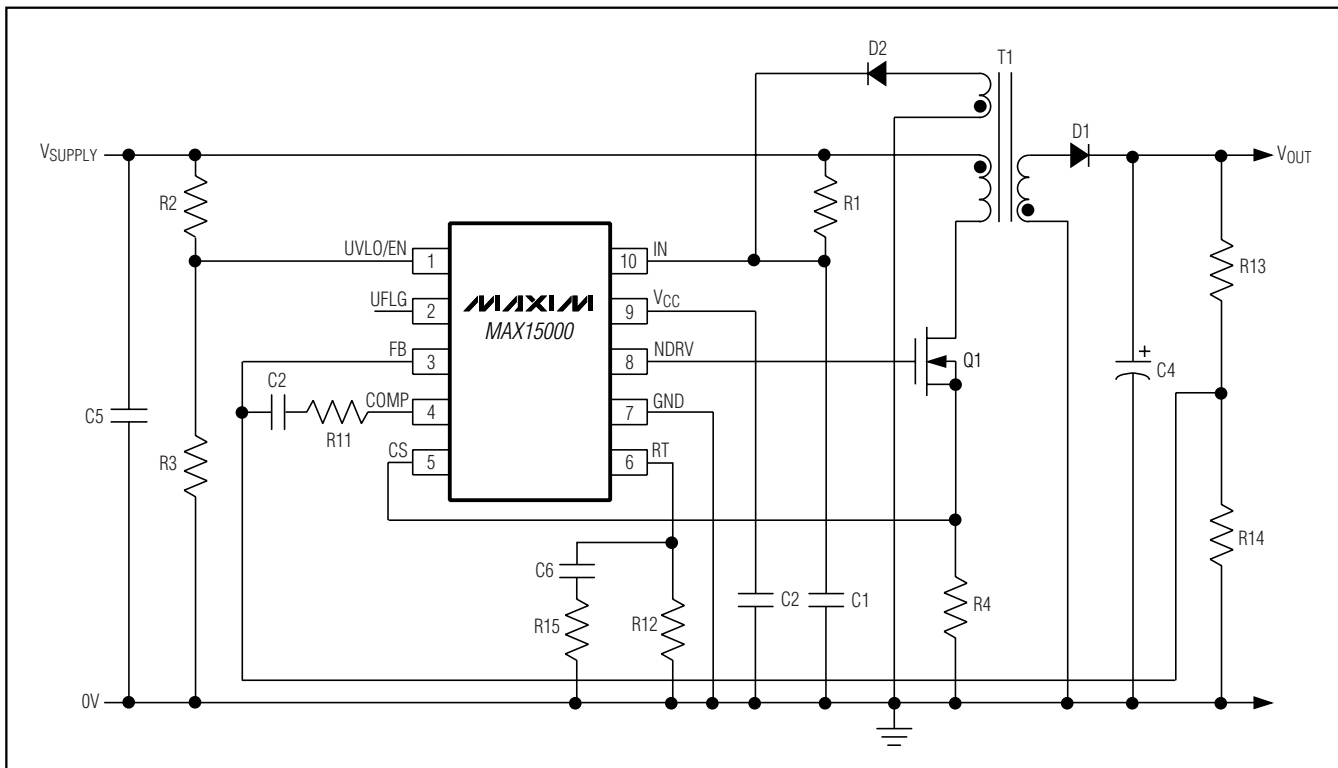 D2
T1
D1
VSUPPLY
VOUT
R2
R1
UVLO/EN
1
10
IN
R13
UFLG
2
MAXIM
MAX15000
9
VCC
FB
3
8
NDRV
Q1
+
C4
C2
R11
COMP
4
7
GND
C5
R3
CS
5
6
RT
R14
C6
R15
R12
C2
C1
R4
0V